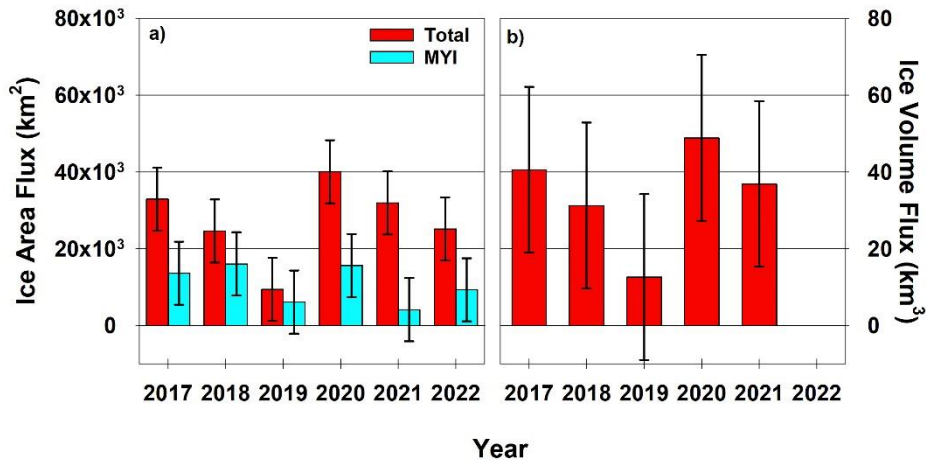 80x10³
60x10³
40x10³
20x10³
0
Ice Area Flux (km²)
a)
Total
MYI
2017 2018 2019 2020 2021 2022
b)
80
60
40
20
0
Ice Volume Flux (km³)
2017 2018 2019 2020 2021 2022
Year